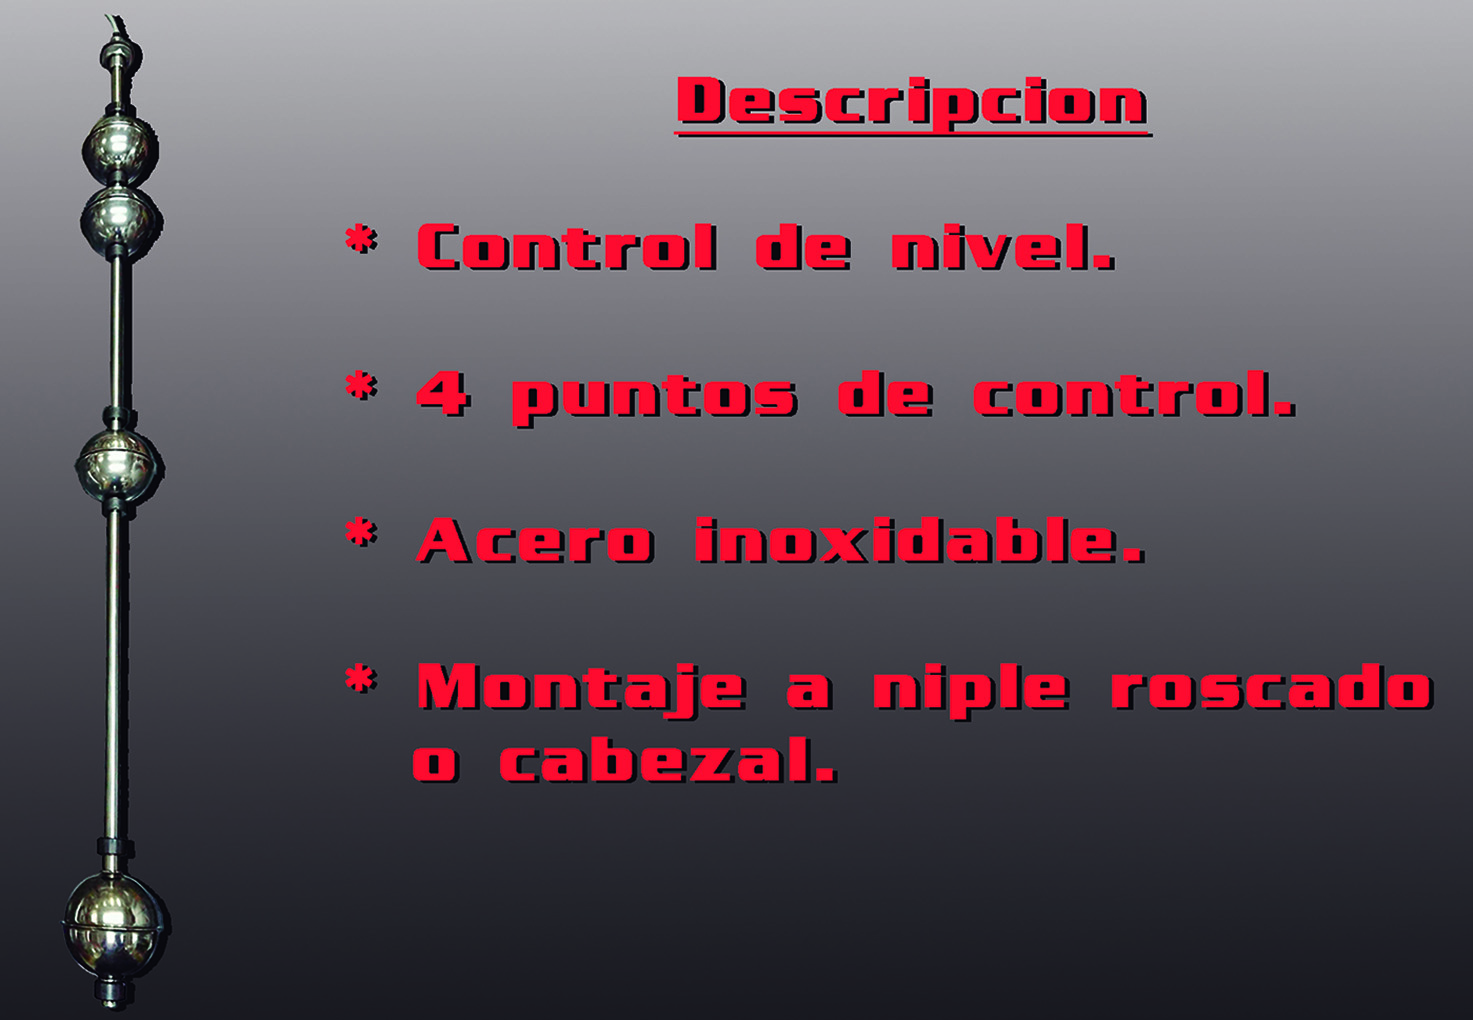 Descripcion
* Control de nivel.
* 4 puntos de control.
* Acero inoxidable.
* Montaje a niple roscado
o cabezal.